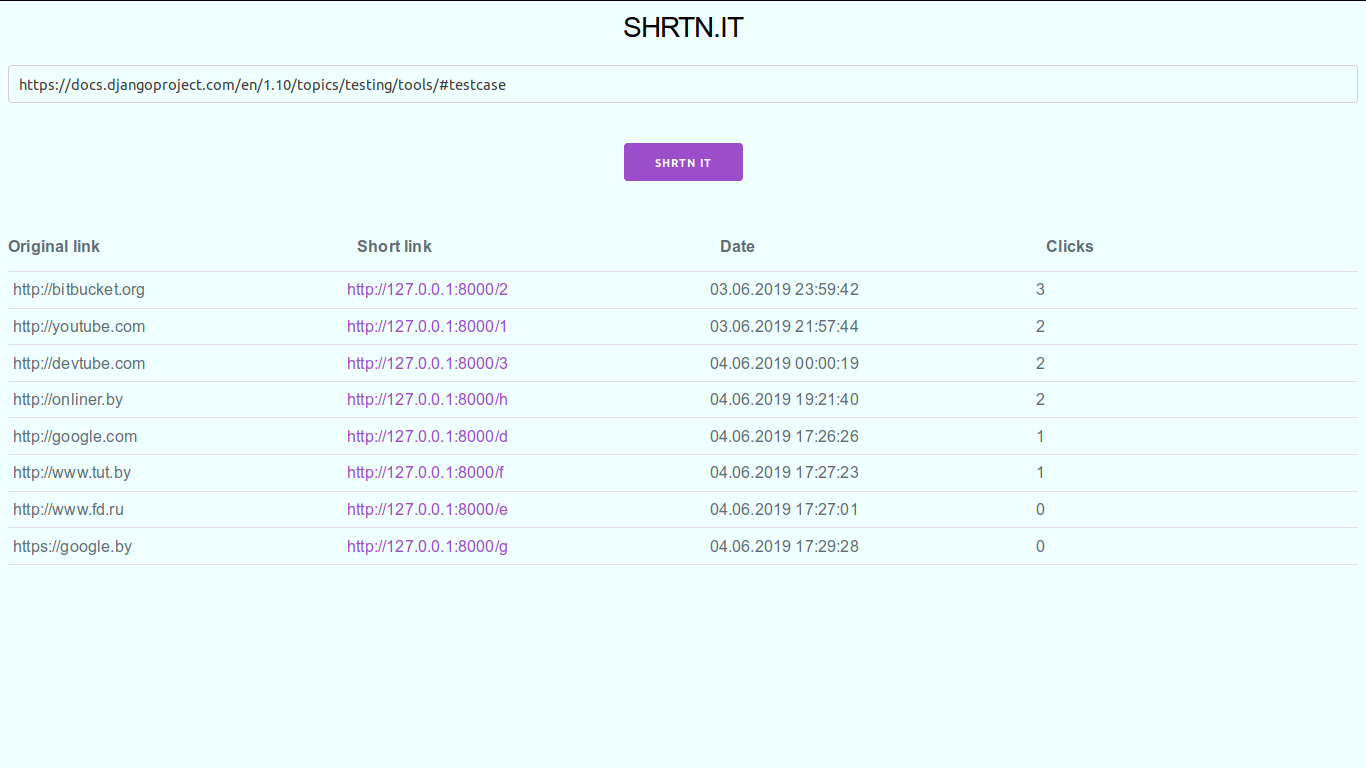 SHRTN.IT
https://docs.djangoproject.com/en/1.10/topics/testing/tools/#testcase
SHRTN IT
Original link Short link Date Clicks
http://bitbucket.org http://127.0.0.1:8000/2 03.06.2019 23:59:42 3
http://youtube.com http://127.0.0.1:8000/1 03.06.2019 21:57:44 2
http://devtube.com http://127.0.0.1:8000/3 04.06.2019 00:00:19 2
http://onliner.by http://127.0.0.1:8000/h 04.06.2019 19:21:40 2
http://google.com http://127.0.0.1:8000/d 04.06.2019 17:26:26 1
http://www.tut.by http://127.0.0.1:8000/f 04.06.2019 17:27:23 1
http://www.fd.ru http://127.0.0.1:8000/e 04.06.2019 17:27:01 0
https://google.by http://127.0.0.1:8000/g 04.06.2019 17:29:28 0